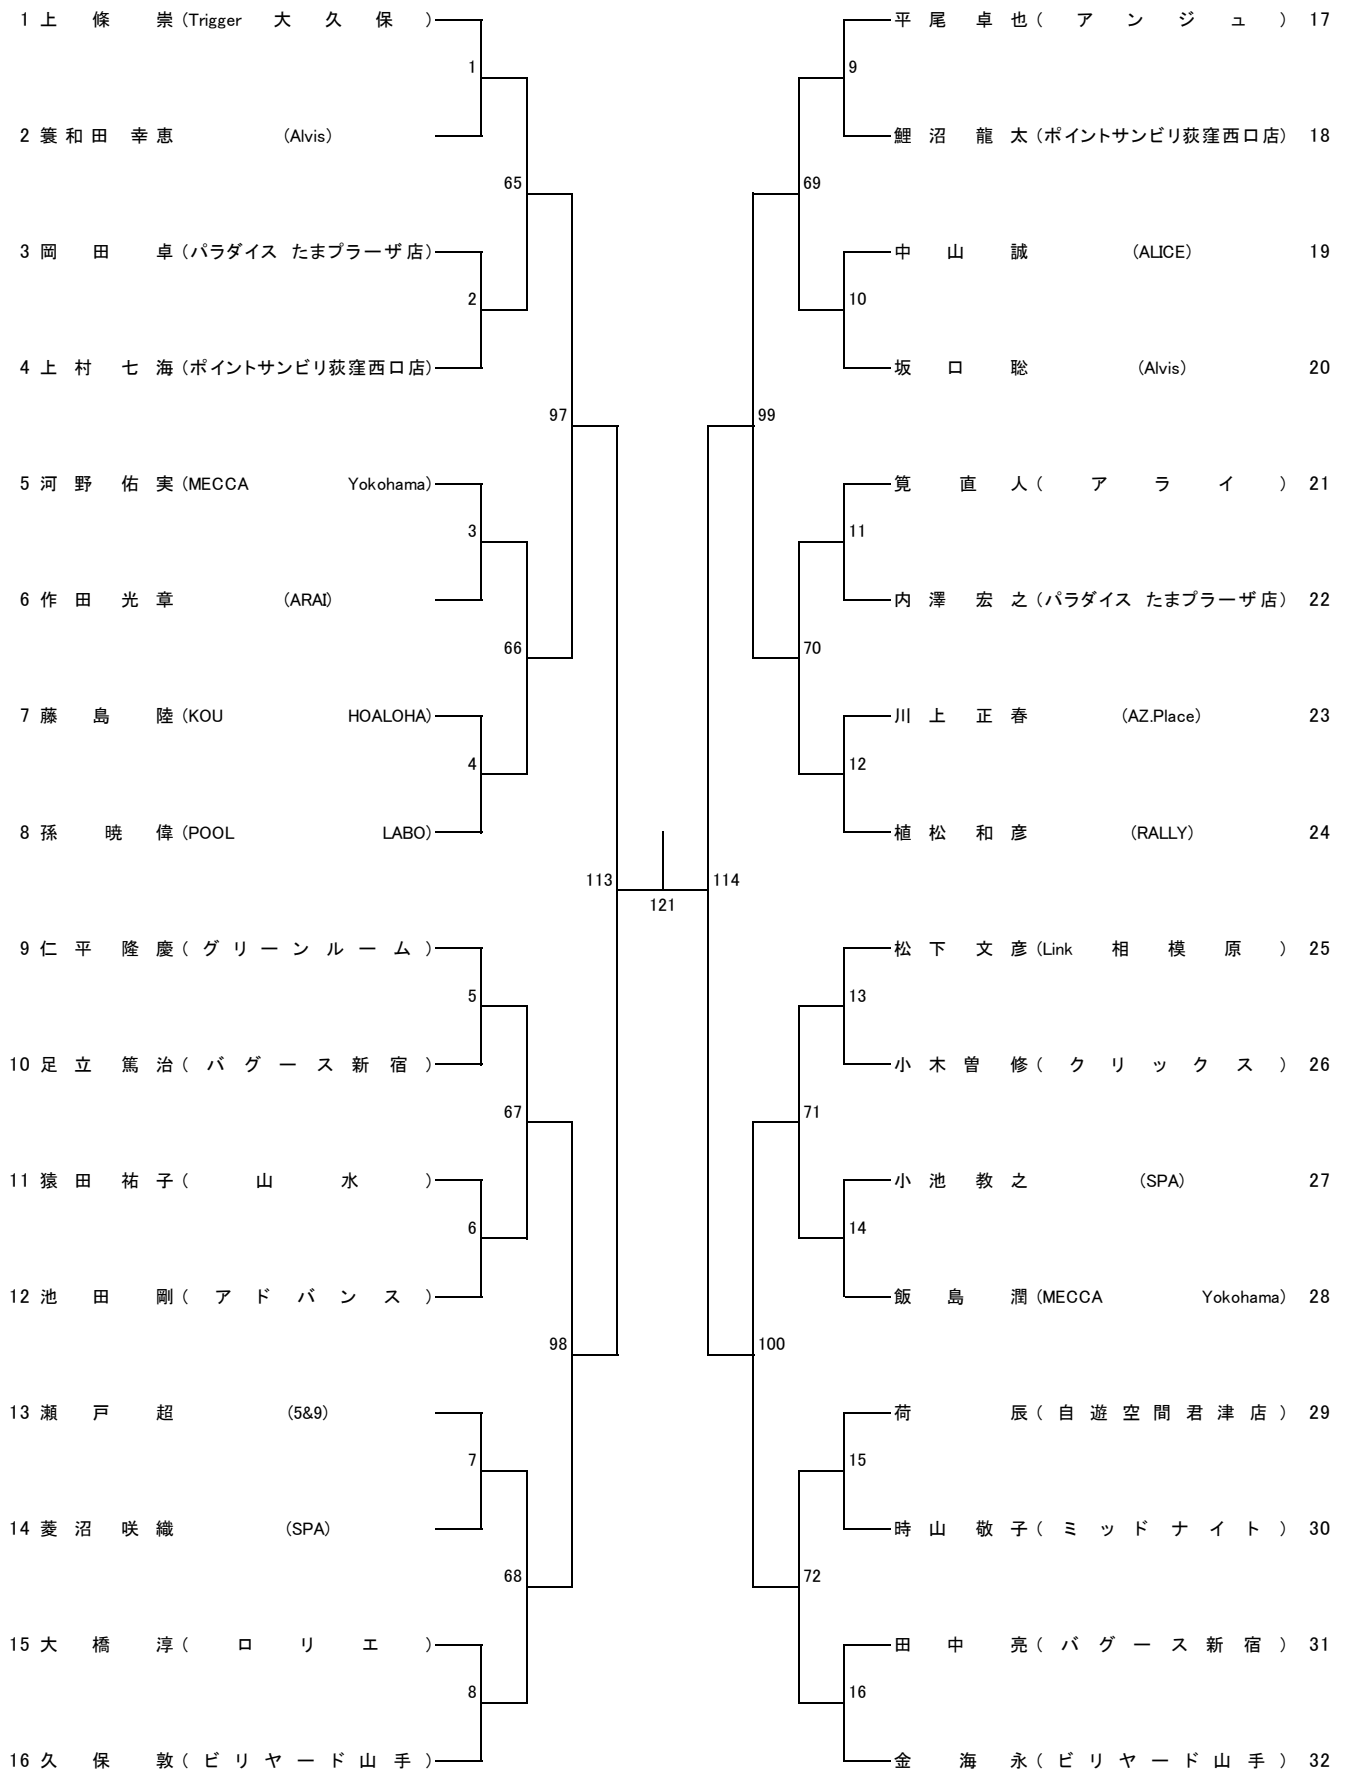 1 上條崇 (Trigger 大久保)
1
2 簑和田幸恵 (Alvis)
65
3 岡田卓 (パラダイス たまプラーザ店)
2
4 上村七海 (ポイントサンビリ荻窪西口店)
97
5 河野佑実 (MECCA Yokohama)
3
6 作田光章 (ARAI)
66
7 藤島陸 (KOU HOALOHA)
4
8 孫暁偉 (POOL LABO)
113
9 仁平隆慶 (グリーンルーム)
5
10 足立篤治 (バグース新宿)
67
11 猿田祐子 (山水)
6
12 池田剛 (アドバンス)
98
13 瀬戸超 (5&9)
7
14 菱沼咲織 (SPA)
68
15 大橋淳 (ロリエ)
8
16 久保敦 (ビリヤード山手)
121
平尾卓也 (アンジュ) 17
9
鯉沼龍太 (ポイントサンビリ荻窪西口店) 18
69
中山誠 (ALICE) 19
10
坂口聡 (Alvis) 20
99
筧直人 (アライ) 21
11
内澤宏之 (パラダイス たまプラーザ店) 22
70
川上正春 (AZ.Place) 23
12
植松和彦 (RALLY) 24
114
松下文彦 (Link 相模原) 25
13
小木曽修 (クリックス) 26
71
小池教之 (SPA) 27
14
飯島潤 (MECCA Yokohama) 28
100
荷辰 (自遊空間君津店) 29
15
時山敬子 (ミッドナイト) 30
72
田中亮 (バグース新宿) 31
16
金海永 (ビリヤード山手) 32